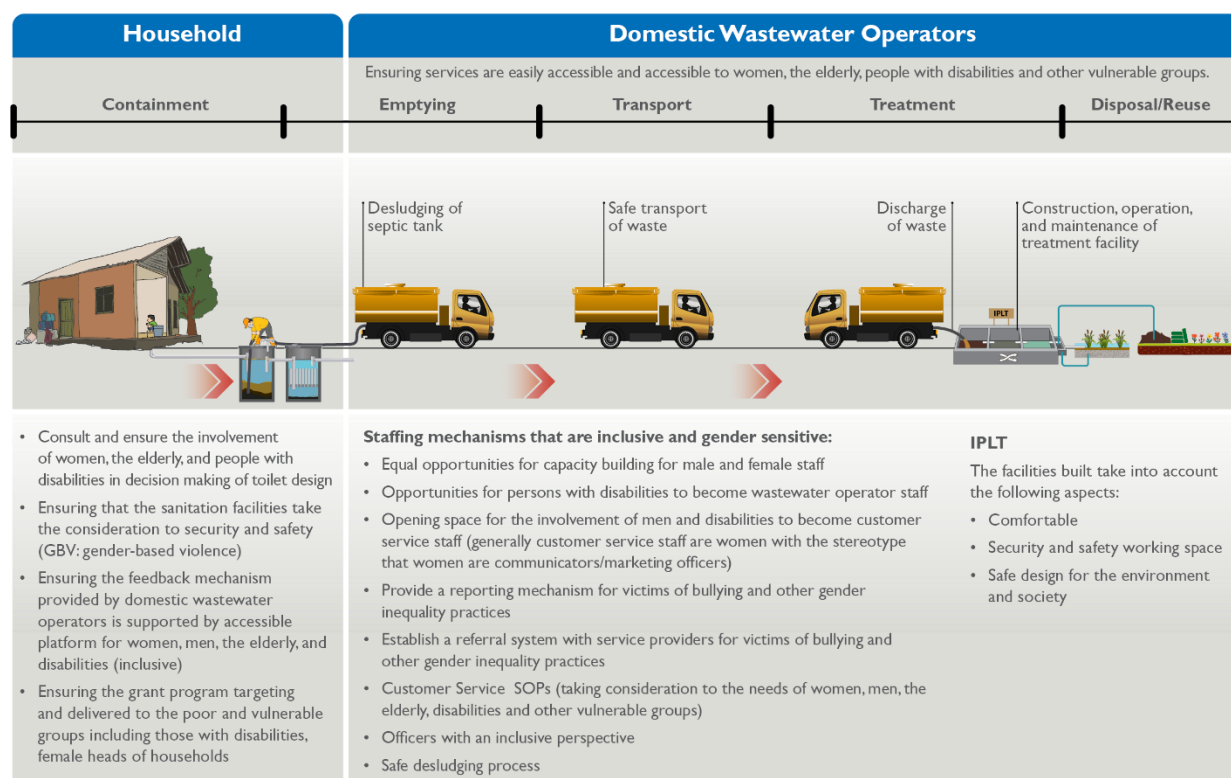 Household
Domestic Wastewater Operators
Ensuring services are easily accessible and accessible to women, the elderly, people with disabilities and other vulnerable groups.
Containment
Emptying
Transport
Treatment
Disposal/Reuse
Desludging of
septic tank
Safe transport
of waste
Discharge
of waste
Construction, operation,
and maintenance of
treatment facility
IPLT
• Consult and ensure the involvement
of women, the elderly, and people with
disabilities in decision making of toilet design
• Ensuring that the sanitation facilities take
the consideration to security and safety
(GBV: gender-based violence)
• Ensuring the feedback mechanism
provided by domestic wastewater
operators is supported by accessible
platform for women, men, the elderly, and
disabilities (inclusive)
• Ensuring the grant program targeting
and delivered to the poor and vulnerable
groups including those with disabilities,
female heads of households
Staffing mechanisms that are inclusive and gender sensitive:
• Equal opportunities for capacity building for male and female staff
• Opportunities for persons with disabilities to become wastewater operator staff
• Opening space for the involvement of men and disabilities to become customer
service staff (generally customer service staff are women with the stereotype
that women are communicators/marketing officers)
• Provide a reporting mechanism for victims of bullying and other gender
inequality practices
• Establish a referral system with service providers for victims of bullying and
other gender inequality practices
• Customer Service SOPs (taking consideration to the needs of women, men, the
elderly, disabilities and other vulnerable groups)
• Officers with an inclusive perspective
• Safe desludging process
IPLT
The facilities built take into account
the following aspects:
• Comfortable
• Security and safety working space
• Safe design for the environment
and society